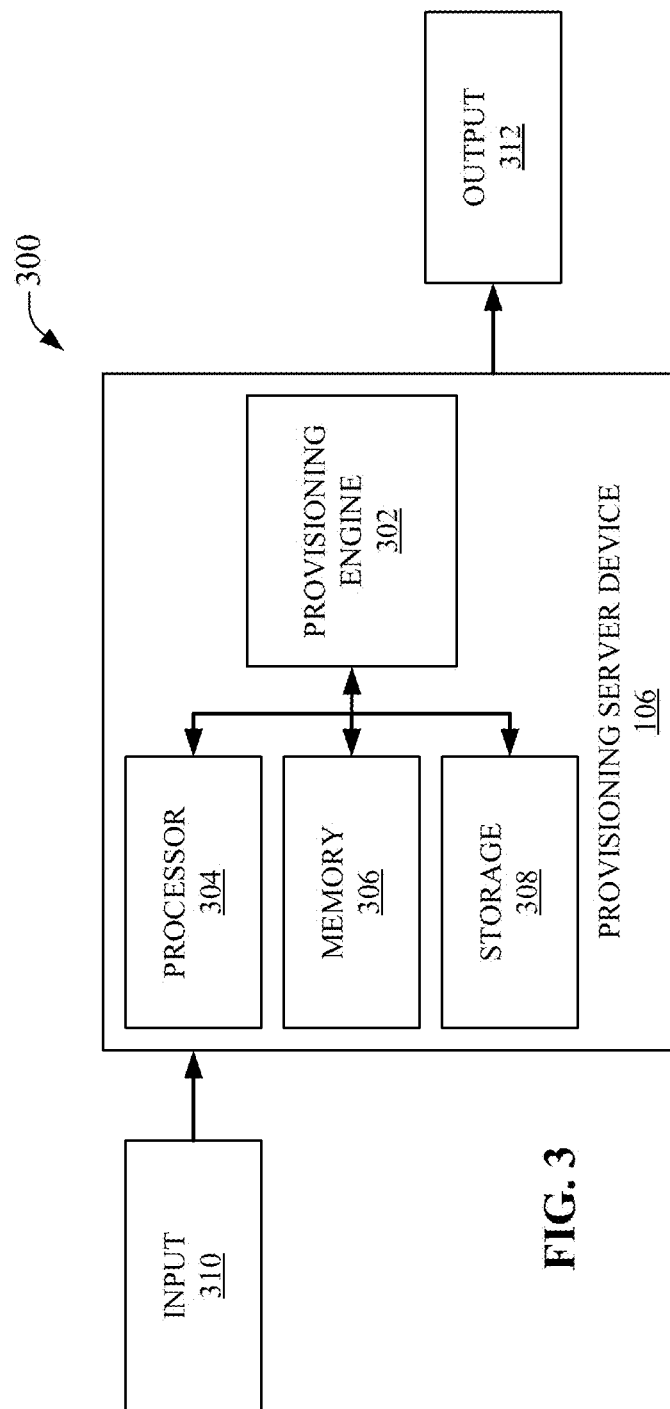 300
INPUT
310
PROCESSOR
304
MEMORY
306
STORAGE
308
PROVISIONING
ENGINE
302
PROVISIONING SERVER DEVICE
106
OUTPUT
312
FIG. 3